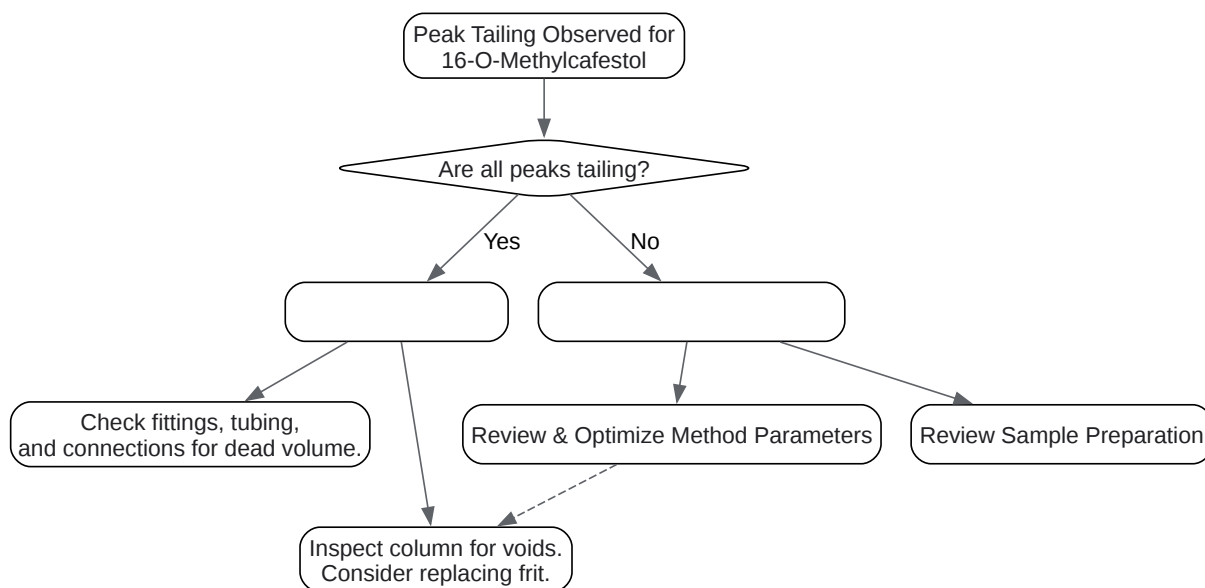 Peak Tailing Observed for
16-O-Methylcafestol
Are all peaks tailing?
Yes
No
Check fittings, tubing,
and connections for dead volume.
Review & Optimize Method Parameters
Review Sample Preparation
Inspect column for voids.
Consider replacing frit.